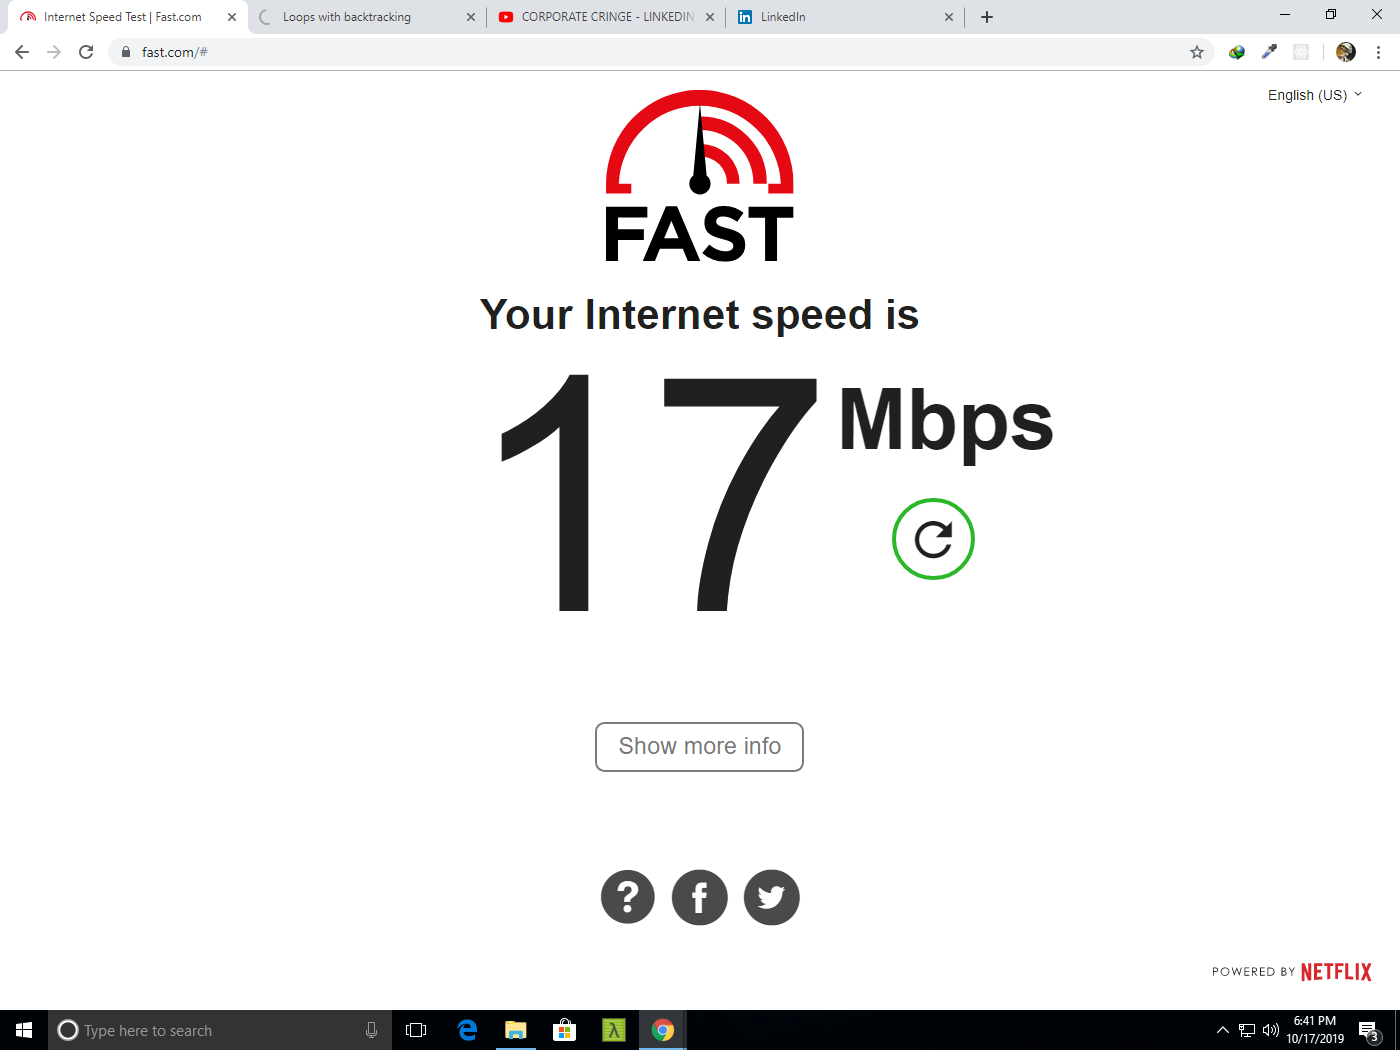 Internet Speed Test | Fast.com
Loops with backtracking
CORPORATE CRINGE - LINKEDIN
LinkedIn
fast.com/#
English (US)
FAST
Your Internet speed is
17 Mbps
Show more info
POWERED BY NETFLIX
Type here to search
6:41 PM
10/17/2019
3